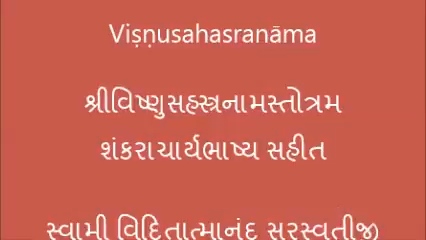 Viṣṇusahasranāma
શ્રીવિષ્ણુસહસ્ત્રનામસ્તોત્રમ
શંકરાચાર્યભાષ્ય સહીત
સ્વામી વિદિતાત્માનંદ સરસ્વતીજી